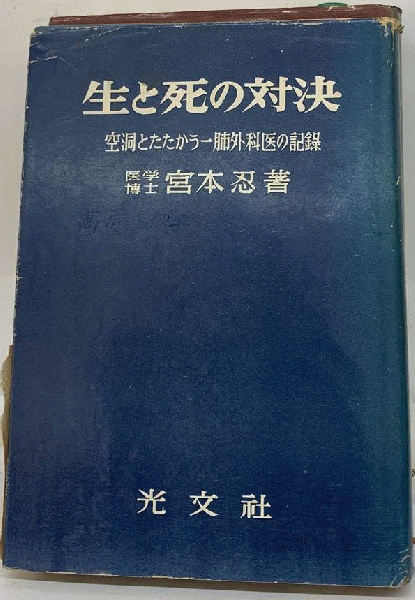 生と死の対決
空洞とたたかう一肺外科医の記録
医学博士 宮本忍著
光文社